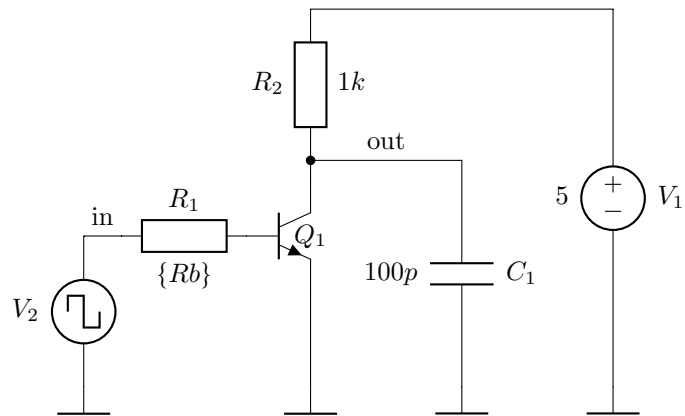 R2 1k
out
5 + − V1
in R1
{Rb}
Q1
V2
100p C1